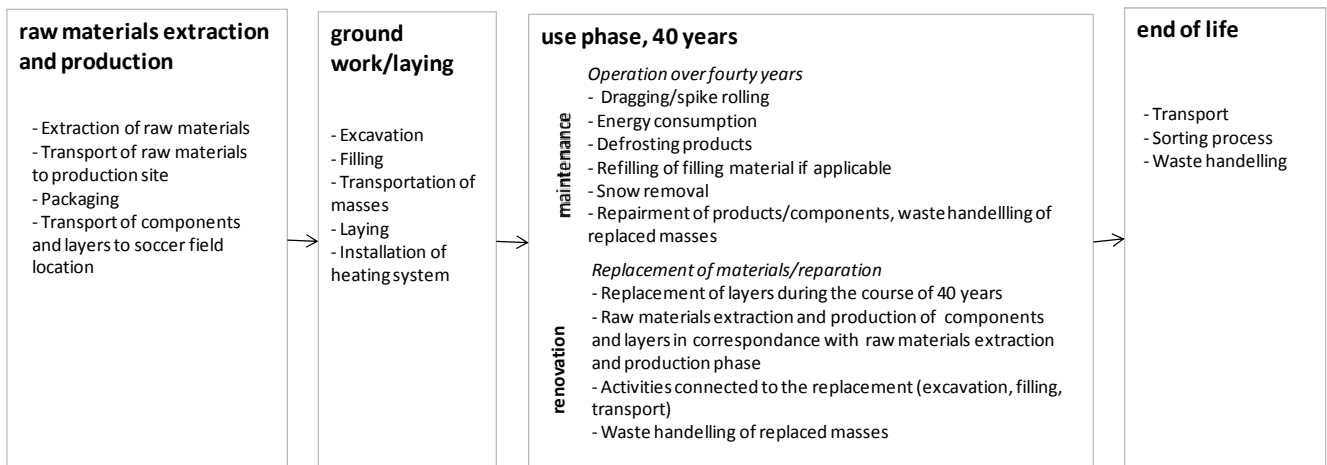 raw materials extraction
and production
- Extraction of raw materials
- Transport of raw materials
to production site
- Packaging
- Transport of components
and layers to soccer field
location
ground
work/laying
- Excavation
- Filling
- Transportation of
masses
- Laying
- Installation of
heating system
use phase, 40 years
maintenance
Operation over fourty years
- Dragging/spike rolling
- Energy consumption
- Defrosting products
- Refilling of filling material if applicable
- Snow removal
- Repairment of products/components, waste handellling of
replaced masses
renovation
Replacement of materials/reparation
- Replacement of layers during the course of 40 years
- Raw materials extraction and production of components
and layers in correspondance with raw materials extraction
and production phase
- Activities connected to the replacement (excavation, filling,
transport)
- Waste handelling of replaced masses
end of life
- Transport
- Sorting process
- Waste handelling